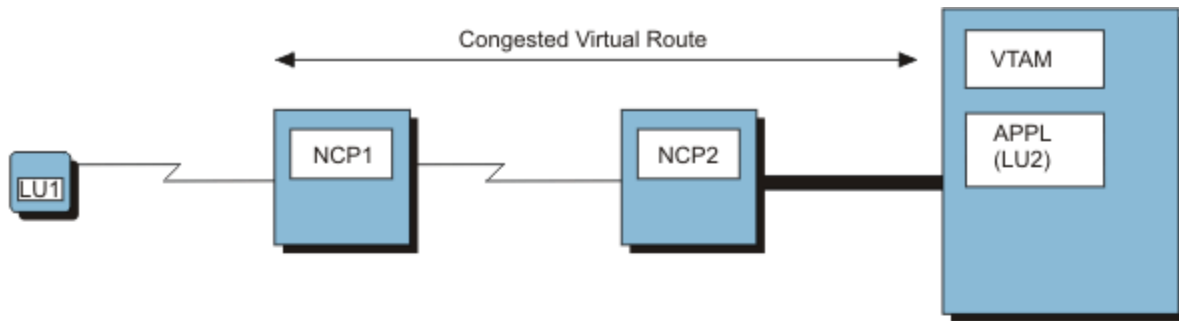 Congested Virtual Route
LU1
NCP1
NCP2
VTAM
APPL
(LU2)